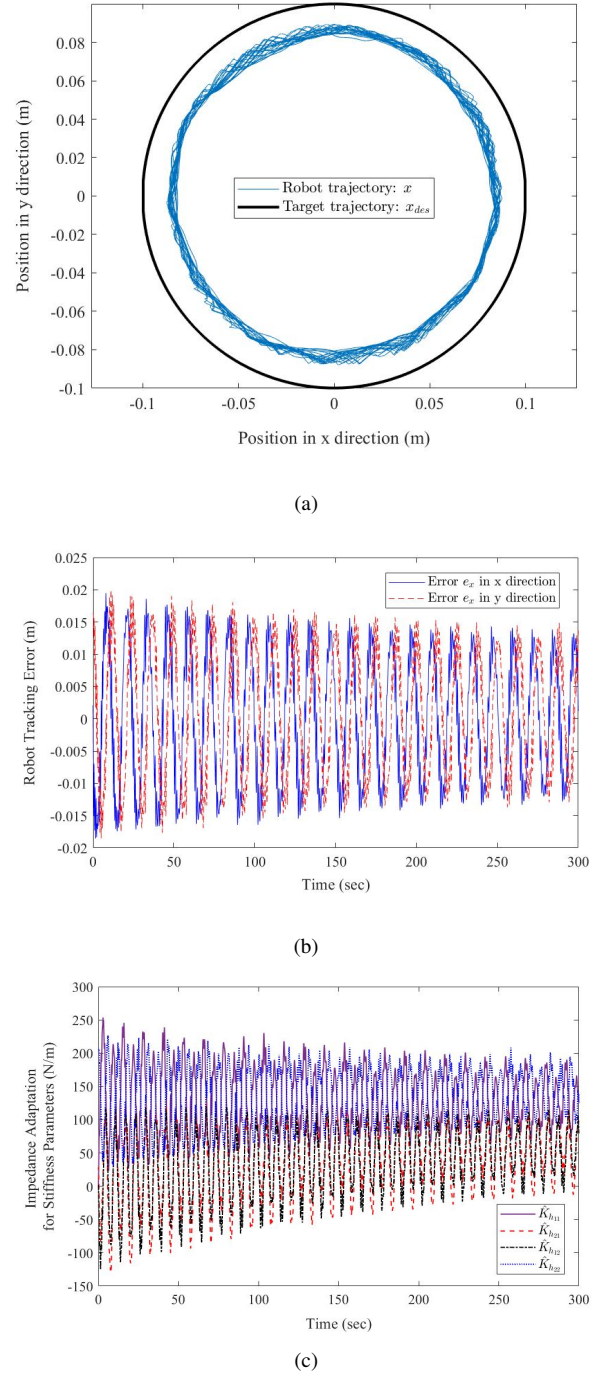 0.08
0.06
0.04
0.02
0
-0.02
-0.04
-0.06
-0.08
-0.1
Position in y direction (m)
Robot trajectory: x
Target trajectory: x_des
-0.1 -0.05 0 0.05 0.1
Position in x direction (m)
(a)
0.025
0.02
0.015
0.01
0.005
0
-0.005
-0.01
-0.015
-0.02
Robot Tracking Error (m)
Error e_x in x direction
Error e_x in y direction
0 50 100 150 200 250 300
Time (sec)
(b)
300
250
200
150
100
50
0
-50
-100
-150
Impedance Adaptation
for Stiffness Parameters (N/m)
K̂_h11
K̂_h21
K̂_h12
K̂_h22
0 50 100 150 200 250 300
Time (sec)
(c)